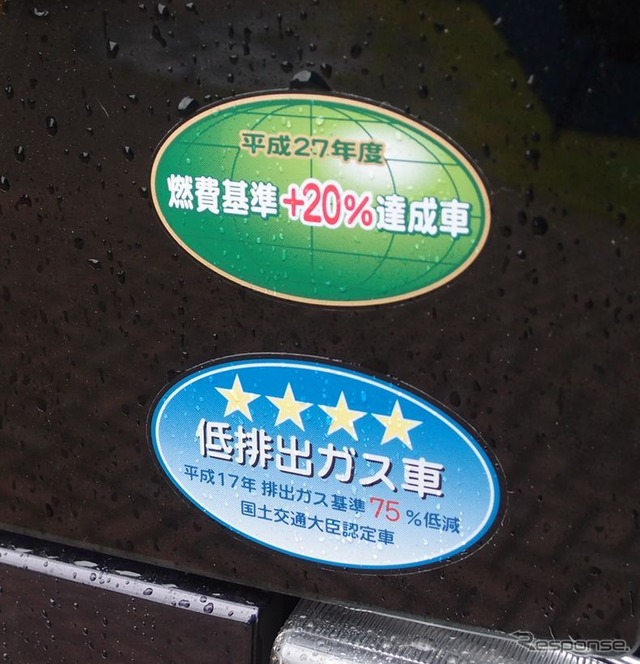 平成27年度
燃費基準+20%達成車
低排出ガス車
平成17年 排出ガス基準 75 %低減
国土交通大臣認定車
Response.